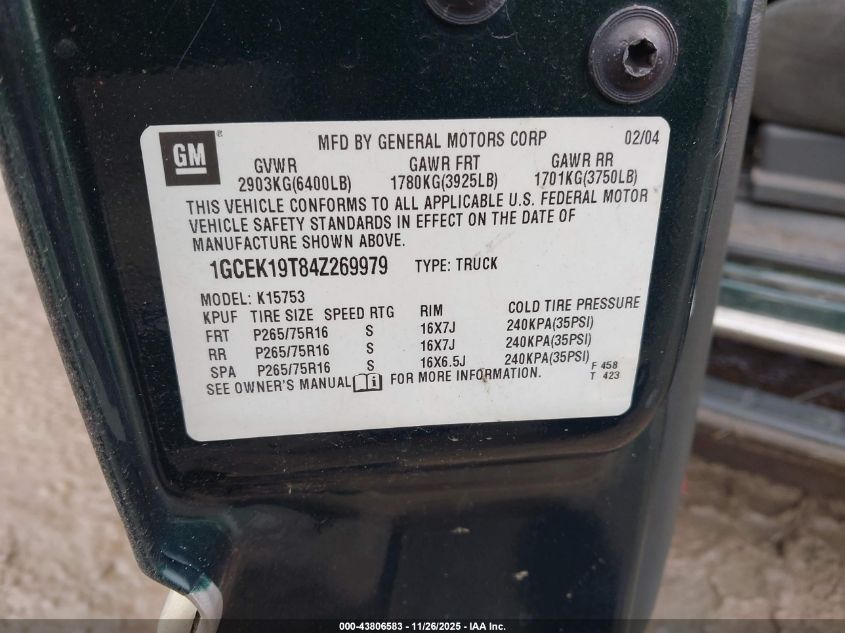 GM ®
MFD BY GENERAL MOTORS CORP 02/04
GVWR GAWR FRT GAWR RR
2903KG(6400LB) 1780KG(3925LB) 1701KG(3750LB)
THIS VEHICLE CONFORMS TO ALL APPLICABLE U.S. FEDERAL MOTOR
VEHICLE SAFETY STANDARDS IN EFFECT ON THE DATE OF
MANUFACTURE SHOWN ABOVE.
1GCEK19T84Z269979 TYPE: TRUCK
MODEL: K15753
KPUF TIRE SIZE SPEED RTG RIM COLD TIRE PRESSURE
FRT P265/75R16 S 16X7J 240KPA(35PSI)
RR P265/75R16 S 16X7J 240KPA(35PSI)
SPA P265/75R16 S 16X6.5J 240KPA(35PSI)
SEE OWNER'S MANUAL i FOR MORE INFORMATION.
F 458
T 423
000-43806583 - 11/26/2025 - IAA Inc.